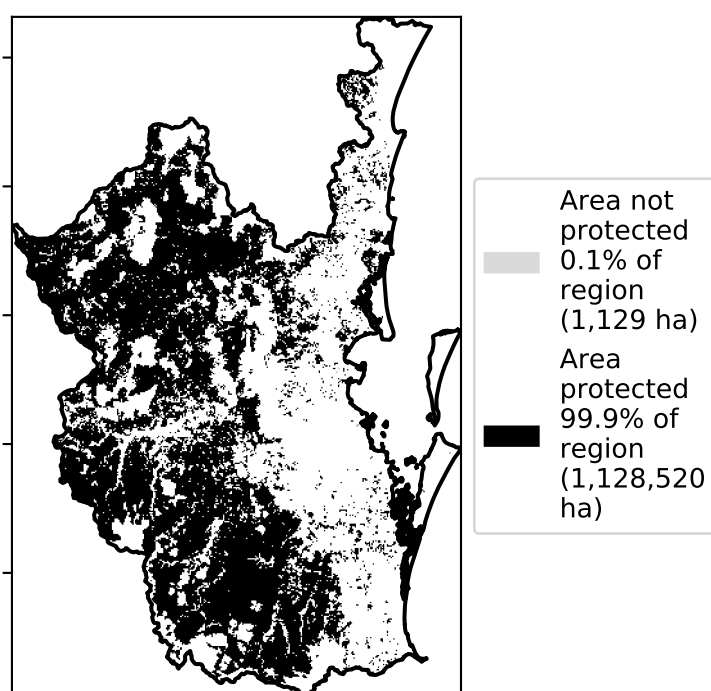 Area not
protected
0.1% of
region
(1,129 ha)
Area
protected
99.9% of
region
(1,128,520
ha)